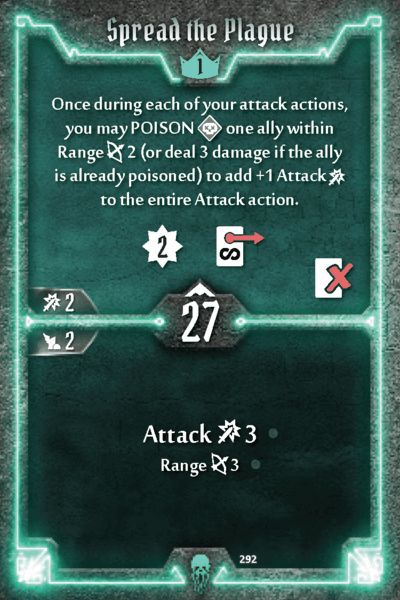 Spread the Plague
1
Once during each of your attack actions,
you may POISON one ally within
Range 2 (or deal 3 damage if the ally
is already poisoned) to add +1 Attack
to the entire Attack action.
2
2
27
2
Attack 3
Range 3
292